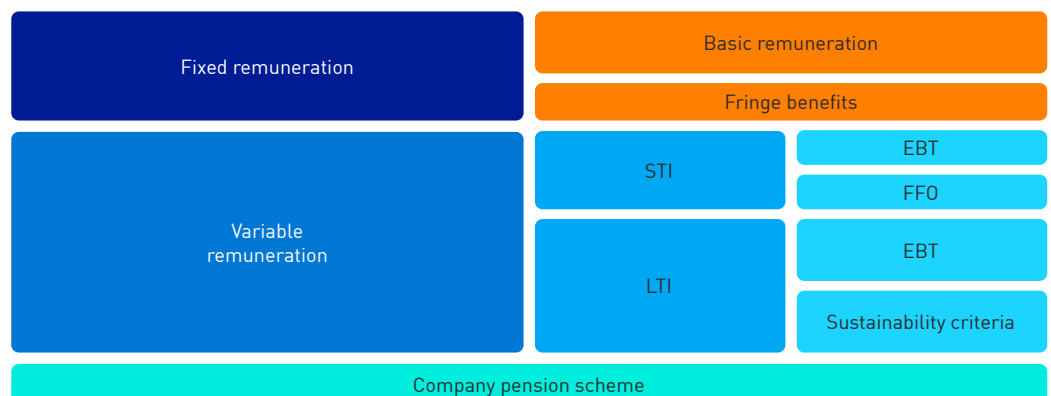 Fixed remuneration
Basic remuneration
Fringe benefits
Variable
remuneration
STI
EBT
FFO
LTI
EBT
Sustainability criteria
Company pension scheme